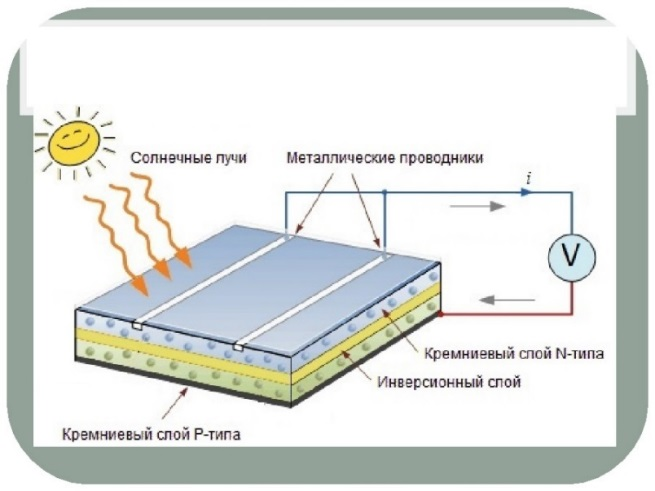 Солнечные лучи
Металлические проводники
i
V
Кремниевый слой N-типа
Инверсионный слой
Кремниевый слой P-типа